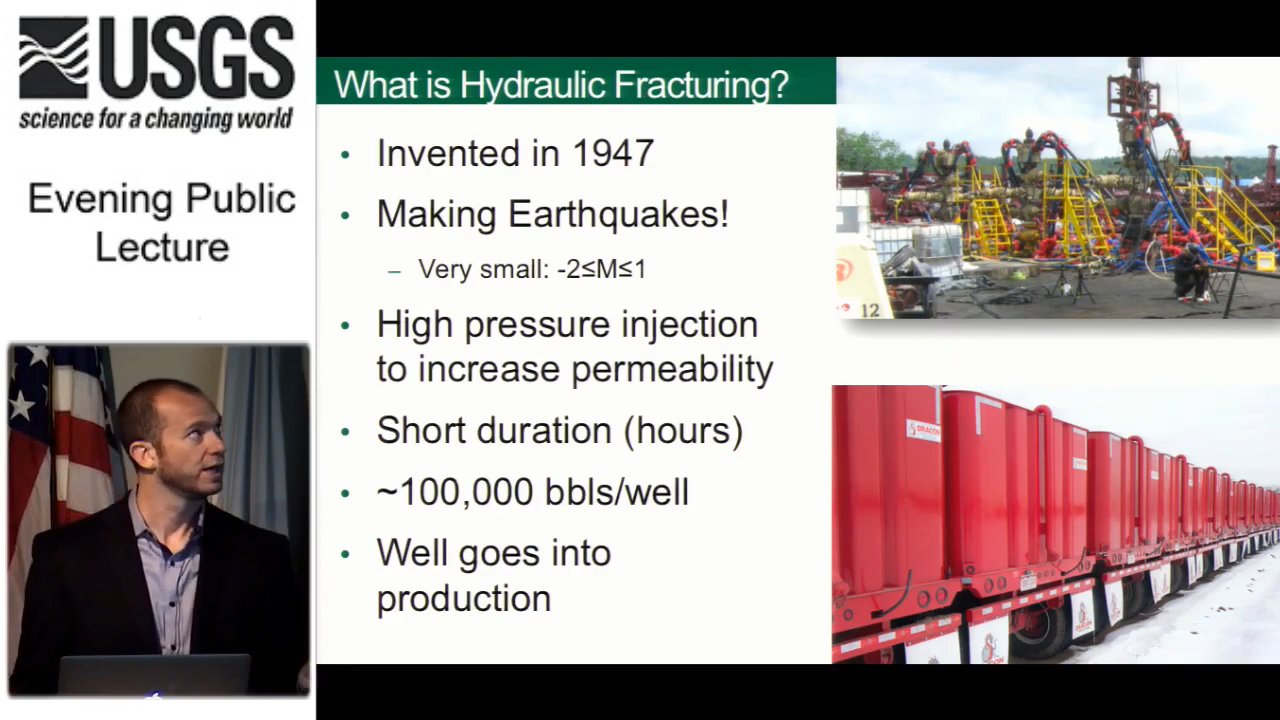 USGS
science for a changing world
Evening Public
Lecture
What is Hydraulic Fracturing?
• Invented in 1947
• Making Earthquakes!
– Very small: -2≤M≤1
• High pressure injection
to increase permeability
• Short duration (hours)
• ~100,000 bbls/well
• Well goes into
production
12
DRAGON